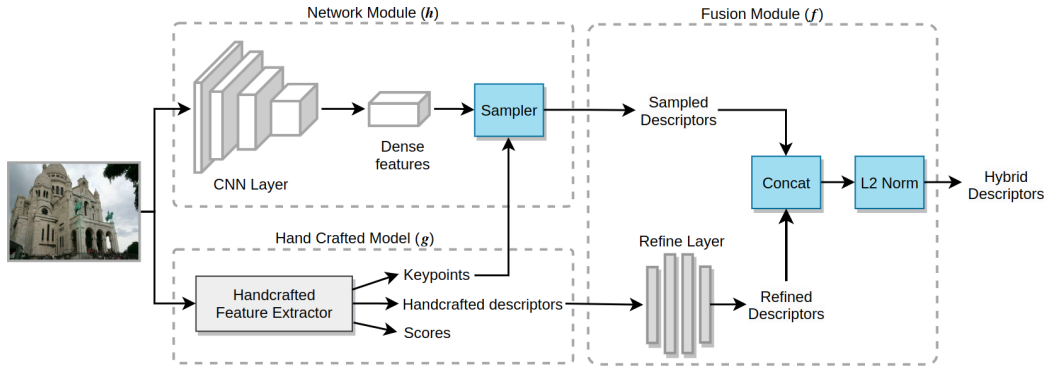 Network Module (h)
Fusion Module (f)
CNN Layer
Dense
features
Sampler
Sampled
Descriptors
Concat
L2 Norm
Hybrid
Descriptors
Hand Crafted Model (g)
Handcrafted
Feature Extractor
Keypoints
Handcrafted descriptors
Scores
Refine Layer
Refined
Descriptors